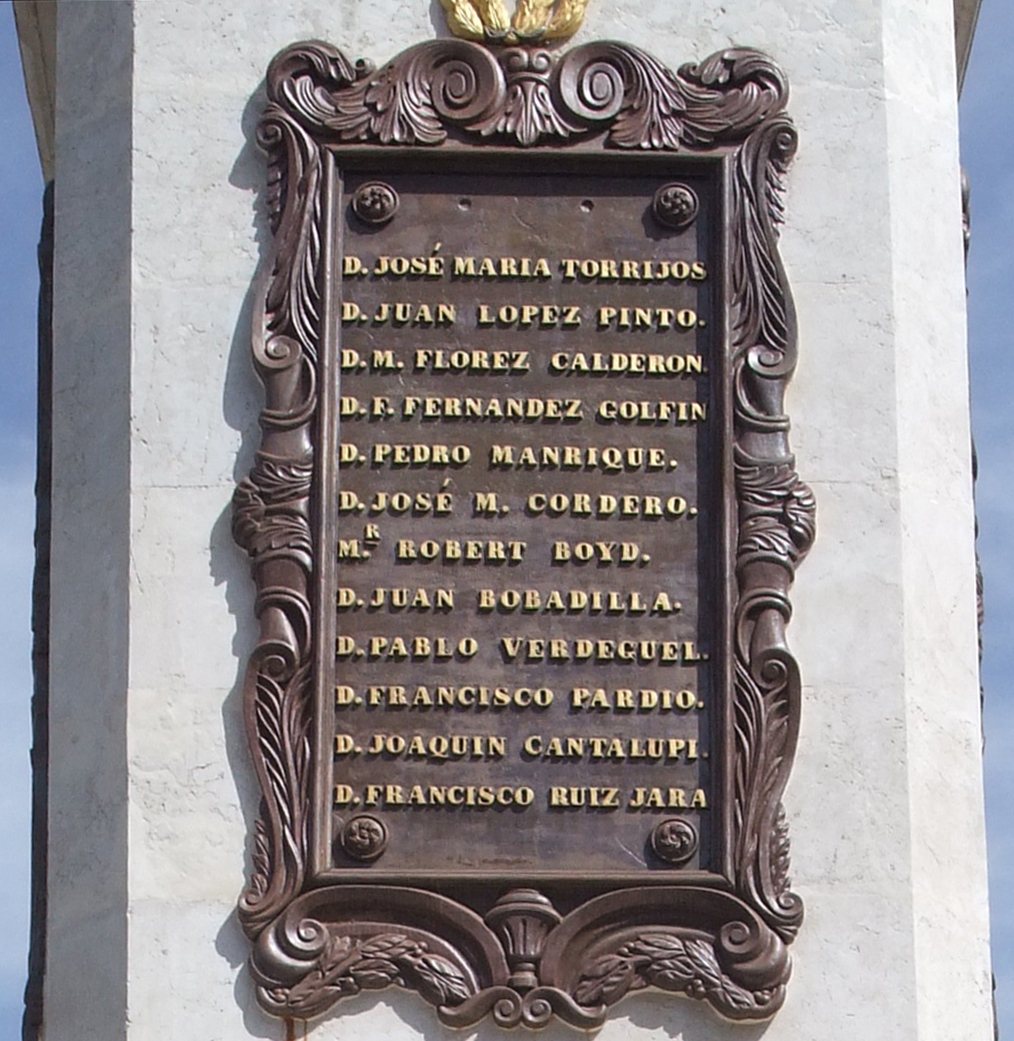 D. JOSÉ MARIA TORRIJOS
D. JUAN LOPEZ PINTO.
D. M. FLOREZ CALDERON
D. F. FERNANDEZ GOLFIN
D. PEDRO MANRIQUE.
D. JOSÉ M. CORDERO.
M.R ROBERT BOYD.
D. JUAN BOBADILLA.
D. PABLO VERDEGUEL.
D. FRANCISCO PARDIO.
D. JOAQUIN CANTALUPI.
D. FRANCISCO RUIZ JARA